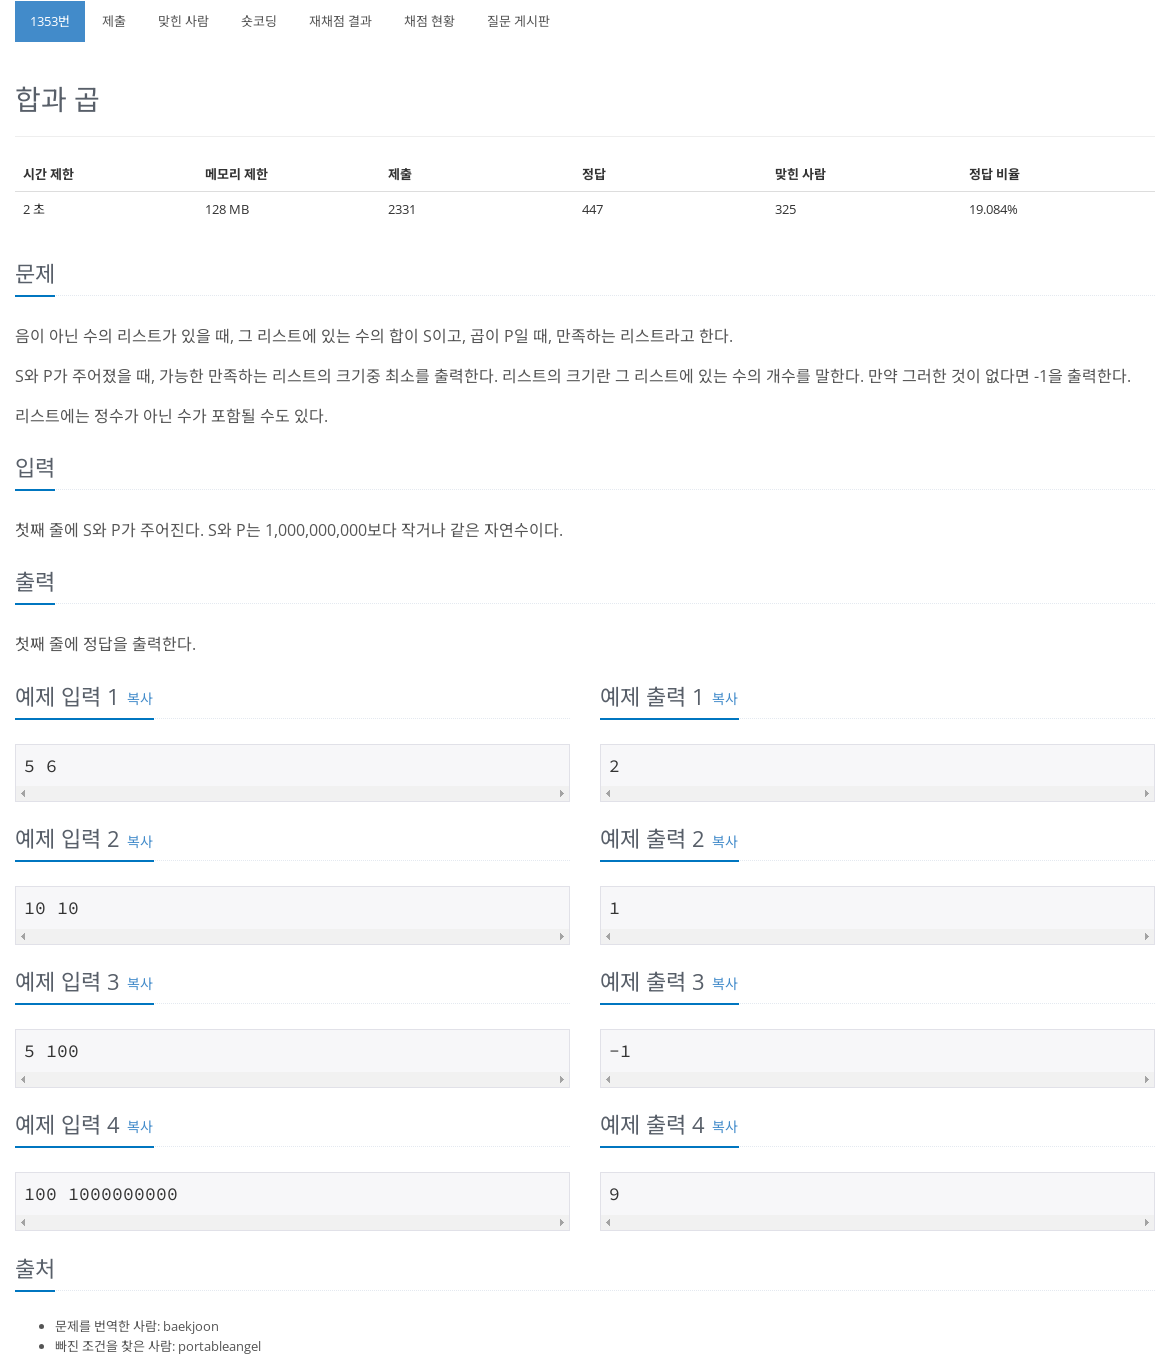 1353번 제출 맞힌 사람 숏코딩 재채점 결과 채점 현황 질문 게시판
합과 곱
시간 제한 메모리 제한 제출 정답 맞힌 사람 정답 비율
2 초 128 MB 2331 447 325 19.084%
문제
음이 아닌 수의 리스트가 있을 때, 그 리스트에 있는 수의 합이 S이고, 곱이 P일 때, 만족하는 리스트라고 한다.
S와 P가 주어졌을 때, 가능한 만족하는 리스트의 크기중 최소를 출력한다. 리스트의 크기란 그 리스트에 있는 수의 개수를 말한다. 만약 그러한 것이 없다면 -1을 출력한다.
리스트에는 정수가 아닌 수가 포함될 수도 있다.
입력
첫째 줄에 S와 P가 주어진다. S와 P는 1,000,000,000보다 작거나 같은 자연수이다.
출력
첫째 줄에 정답을 출력한다.
예제 입력 1 복사 예제 출력 1 복사
5 6 2
예제 입력 2 복사 예제 출력 2 복사
10 10 1
예제 입력 3 복사 예제 출력 3 복사
5 100 -1
예제 입력 4 복사 예제 출력 4 복사
100 1000000000 9
출처
문제를 번역한 사람: baekjoon
빠진 조건을 찾은 사람: portableangel